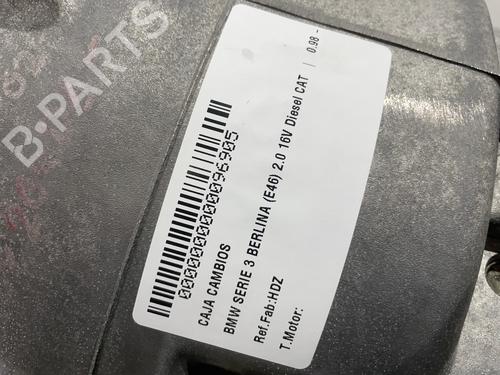 B-PARTS
000000000096905
CAJA CAMBIOS
BMW SERIE 3 BERLINA (E46) 2.0 16V Diesel CAT | 0.98 -
Ref.Fab:HDZ
T.Motor: